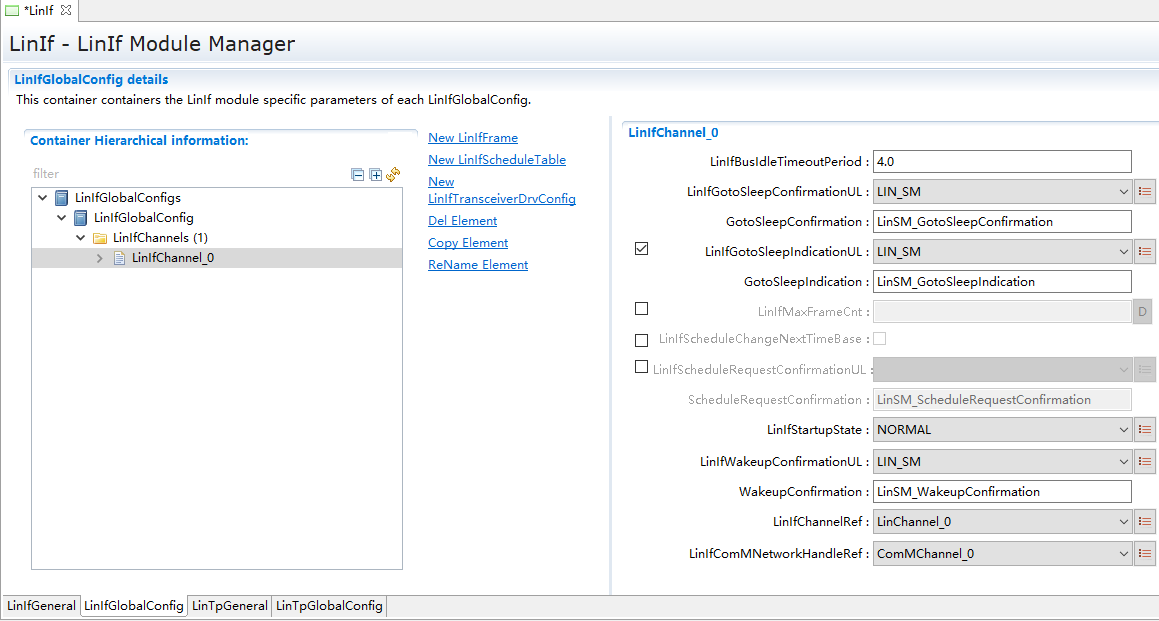 *LinIf
LinIf - LinIf Module Manager
LinIfGlobalConfig details
This container containers the LinIf module specific parameters of each LinIfGlobalConfig.
Container Hierarchical information:
filter
LinIfGlobalConfigs
LinIfGlobalConfig
LinIfChannels (1)
LinIfChannel_0
New LinIfFrame
New LinIfScheduleTable
New
LinIfTransceiverDrvConfig
Del Element
Copy Element
ReName Element
LinIfChannel_0
LinIfBusIdleTimeoutPeriod : 4.0
LinIfGotoSleepConfirmationUL : LIN_SM
GotoSleepConfirmation : LinSM_GotoSleepConfirmation
LinIfGotoSleepIndicationUL : LIN_SM
GotoSleepIndication : LinSM_GotoSleepIndication
LinIfMaxFrameCnt : D
LinIfScheduleChangeNextTimeBase :
LinIfScheduleRequestConfirmationUL :
ScheduleRequestConfirmation : LinSM_ScheduleRequestConfirmation
LinIfStartupState : NORMAL
LinIfWakeupConfirmationUL : LIN_SM
WakeupConfirmation : LinSM_WakeupConfirmation
LinIfChannelRef : LinChannel_0
LinIfComMNetworkHandleRef : ComMChannel_0
LinIfGeneral LinIfGlobalConfig LinTpGeneral LinTpGlobalConfig